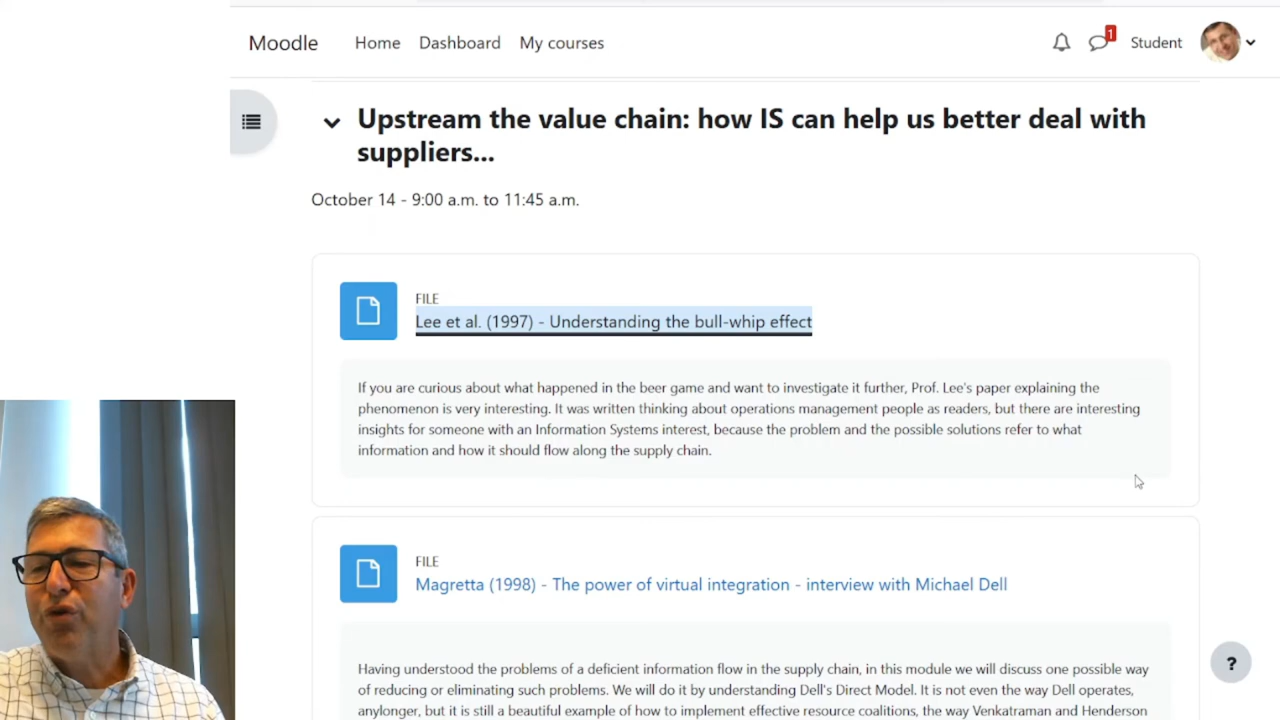 Moodle Home Dashboard My courses 1 Student
Upstream the value chain: how IS can help us better deal with
suppliers...
October 14 - 9:00 a.m. to 11:45 a.m.
FILE
Lee et al. (1997) - Understanding the bull-whip effect
If you are curious about what happened in the beer game and want to investigate it further, Prof. Lee's paper explaining the
phenomenon is very interesting. It was written thinking about operations management people as readers, but there are interesting
insights for someone with an Information Systems interest, because the problem and the possible solutions refer to what
information and how it should flow along the supply chain.
FILE
Magretta (1998) - The power of virtual integration - interview with Michael Dell
?
Having understood the problems of a deficient information flow in the supply chain, in this module we will discuss one possible way
of reducing or eliminating such problems. We will do it by understanding Dell's Direct Model. It is not even the way Dell operates,
anylonger, but it is still a beautiful example of how to implement effective resource coalitions, the way Venkatraman and Henderson